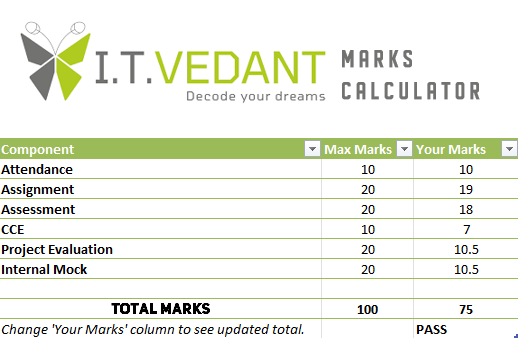 I.T.VEDANT
Decode your dreams
MARKS
CALCULATOR
Component Max Marks Your Marks
Attendance 10 10
Assignment 20 19
Assessment 20 18
CCE 10 7
Project Evaluation 20 10.5
Internal Mock 20 10.5
TOTAL MARKS 100 75
Change 'Your Marks' column to see updated total. PASS